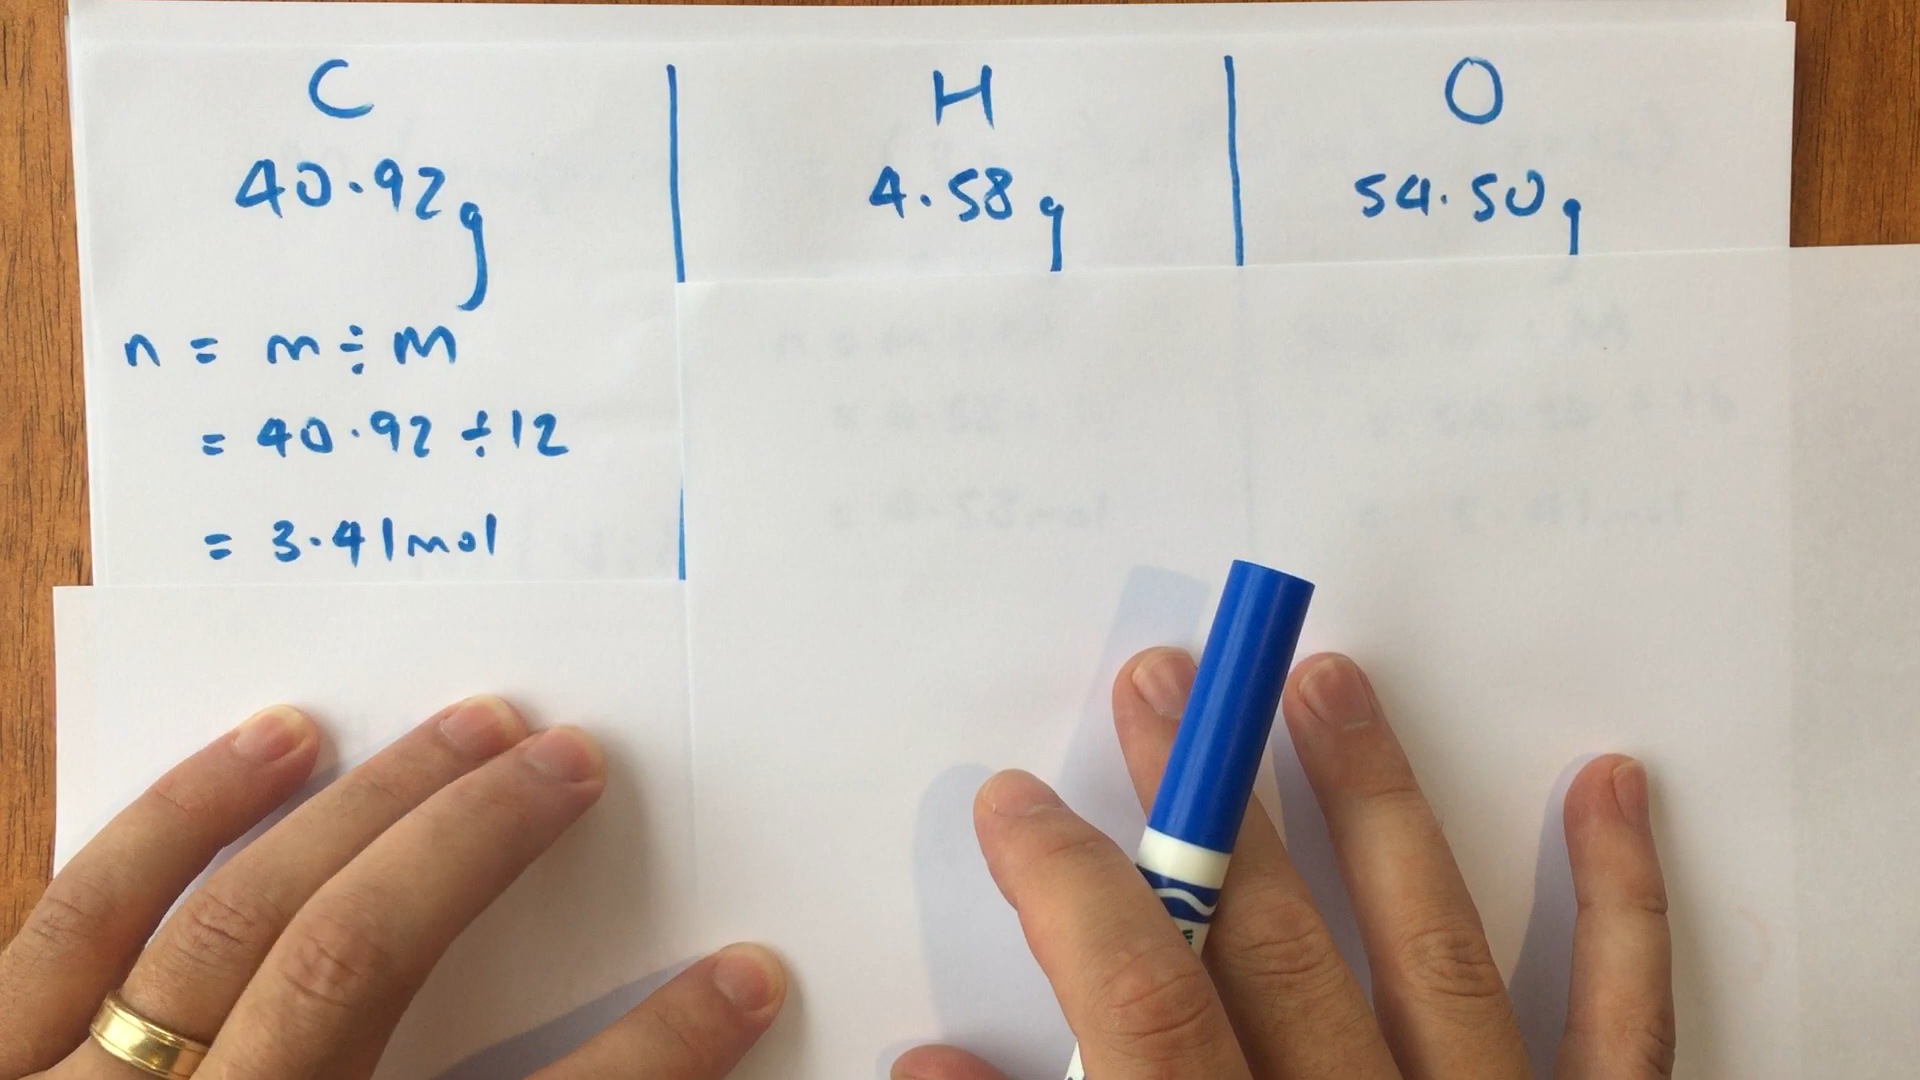 C H O
40.92g 4.58g 54.50g
n = m ÷ M
= 40.92 ÷ 12
= 3.41mol